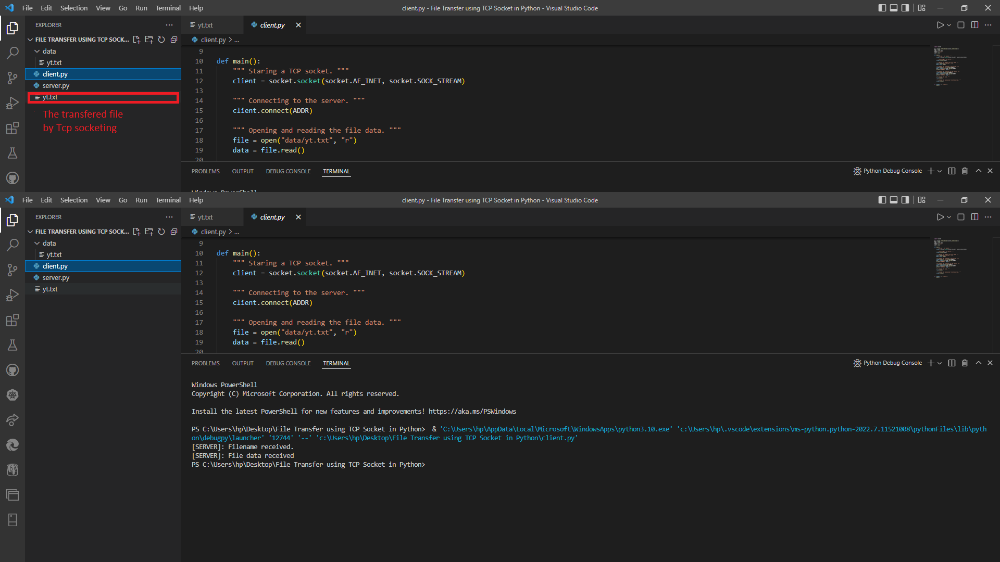 File Edit Selection View Go Run Terminal Help
client.py - File Transfer using TCP Socket in Python - Visual Studio Code
EXPLORER
FILE TRANSFER USING TCP SOCK...
data
yt.txt
client.py
server.py
yt.txt
The transfered file
by Tcp socketing
yt.txt
client.py
client.py > ...
9
10 def main():
11 """ Staring a TCP socket. """
12 client = socket.socket(socket.AF_INET, socket.SOCK_STREAM)
13
14 """ Connecting to the server. """
15 client.connect(ADDR)
16
17 """ Opening and reading the file data. """
18 file = open("data/yt.txt", "r")
19 data = file.read()
20
PROBLEMS OUTPUT DEBUG CONSOLE TERMINAL
Python Debug Console
Windows PowerShell
File Edit Selection View Go Run Terminal Help
client.py - File Transfer using TCP Socket in Python - Visual Studio Code
EXPLORER
FILE TRANSFER USING TCP SOCK...
data
yt.txt
client.py
server.py
yt.txt
yt.txt
client.py
client.py > ...
9
10 def main():
11 """ Staring a TCP socket. """
12 client = socket.socket(socket.AF_INET, socket.SOCK_STREAM)
13
14 """ Connecting to the server. """
15 client.connect(ADDR)
16
17 """ Opening and reading the file data. """
18 file = open("data/yt.txt", "r")
19 data = file.read()
20
PROBLEMS OUTPUT DEBUG CONSOLE TERMINAL
Python Debug Console
Windows PowerShell
Copyright (C) Microsoft Corporation. All rights reserved.
Install the latest PowerShell for new features and improvements! https://aka.ms/PSWindows
PS C:\Users\hp\Desktop\File Transfer using TCP Socket in Python>  & 'C:\Users\hp\AppData\Local\Microsoft\WindowsApps\python3.10.exe' 'c:\Users\hp\.vscode\extensions\ms-python.python-2022.7.11521008\pythonFiles\lib\pyth
on\debugpy\launcher' '12744' '--' 'c:\Users\hp\Desktop\File Transfer using TCP Socket in Python\client.py'
[SERVER]: Filename received.
[SERVER]: File data received
PS C:\Users\hp\Desktop\File Transfer using TCP Socket in Python>